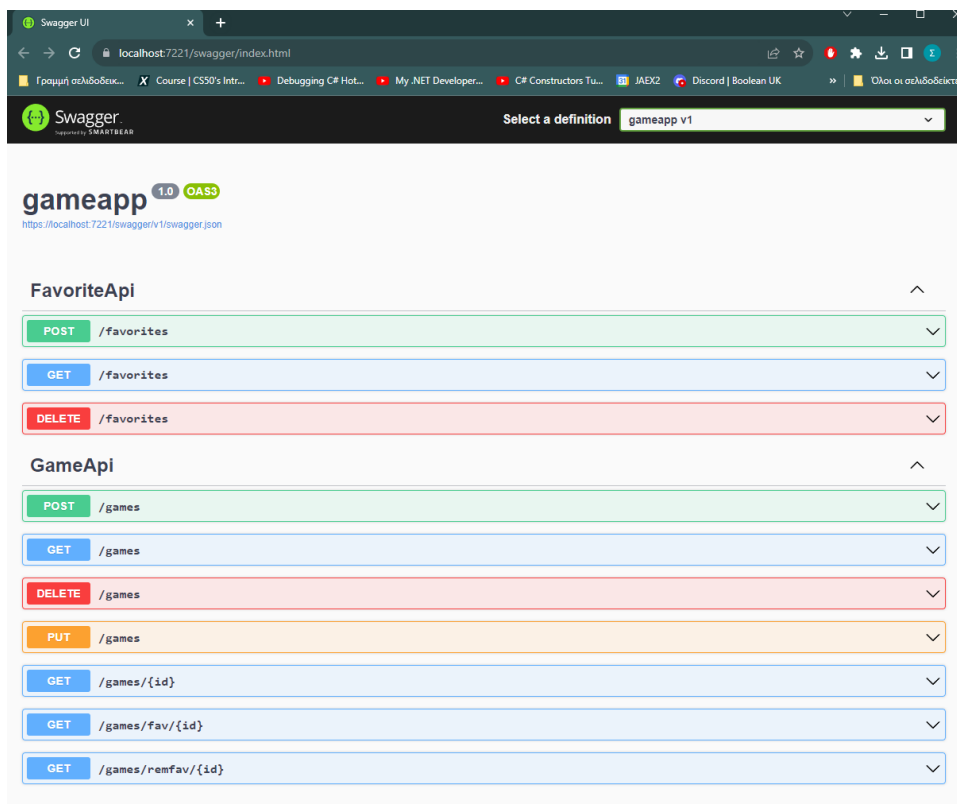 Swagger UI
localhost:7221/swagger/index.html
Γραμμή σελιδοδεικ... Course | CS50's Intr... Debugging C# Hot... My .NET Developer... C# Constructors Tu... 31 JAEX2 Discord | Boolean UK » Όλοι οι σελιδοδείκτε
Σ
Swagger. Select a definition gameapp v1
Supported by SMARTBEAR
gameapp 1.0 OAS3
https://localhost:7221/swagger/v1/swagger.json
FavoriteApi
POST /favorites
GET /favorites
DELETE /favorites
GameApi
POST /games
GET /games
DELETE /games
PUT /games
GET /games/{id}
GET /games/fav/{id}
GET /games/remfav/{id}